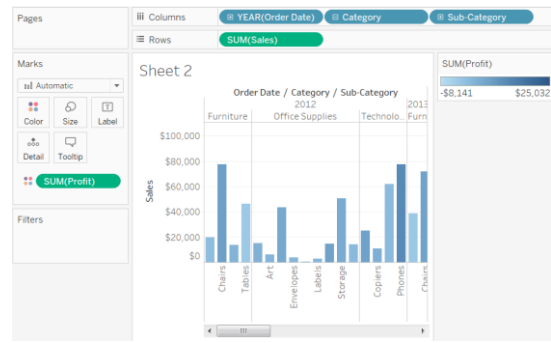 Pages
Columns
YEAR(Order Date)
Category
Sub-Category
Rows
SUM(Sales)
Marks
Automatic
Color
Size
Label
Detail
Tooltip
SUM(Profit)
Filters
Sheet 2
Order Date / Category / Sub-Category
2012
2013
Furniture
Office Supplies
Technolo..
Furn
Sales
$100,000
$80,000
$60,000
$40,000
$20,000
$0
Chairs
Tables
Art
Envelopes
Labels
Storage
Copiers
Phones
Chairs
SUM(Profit)
-$8,141
$25,032